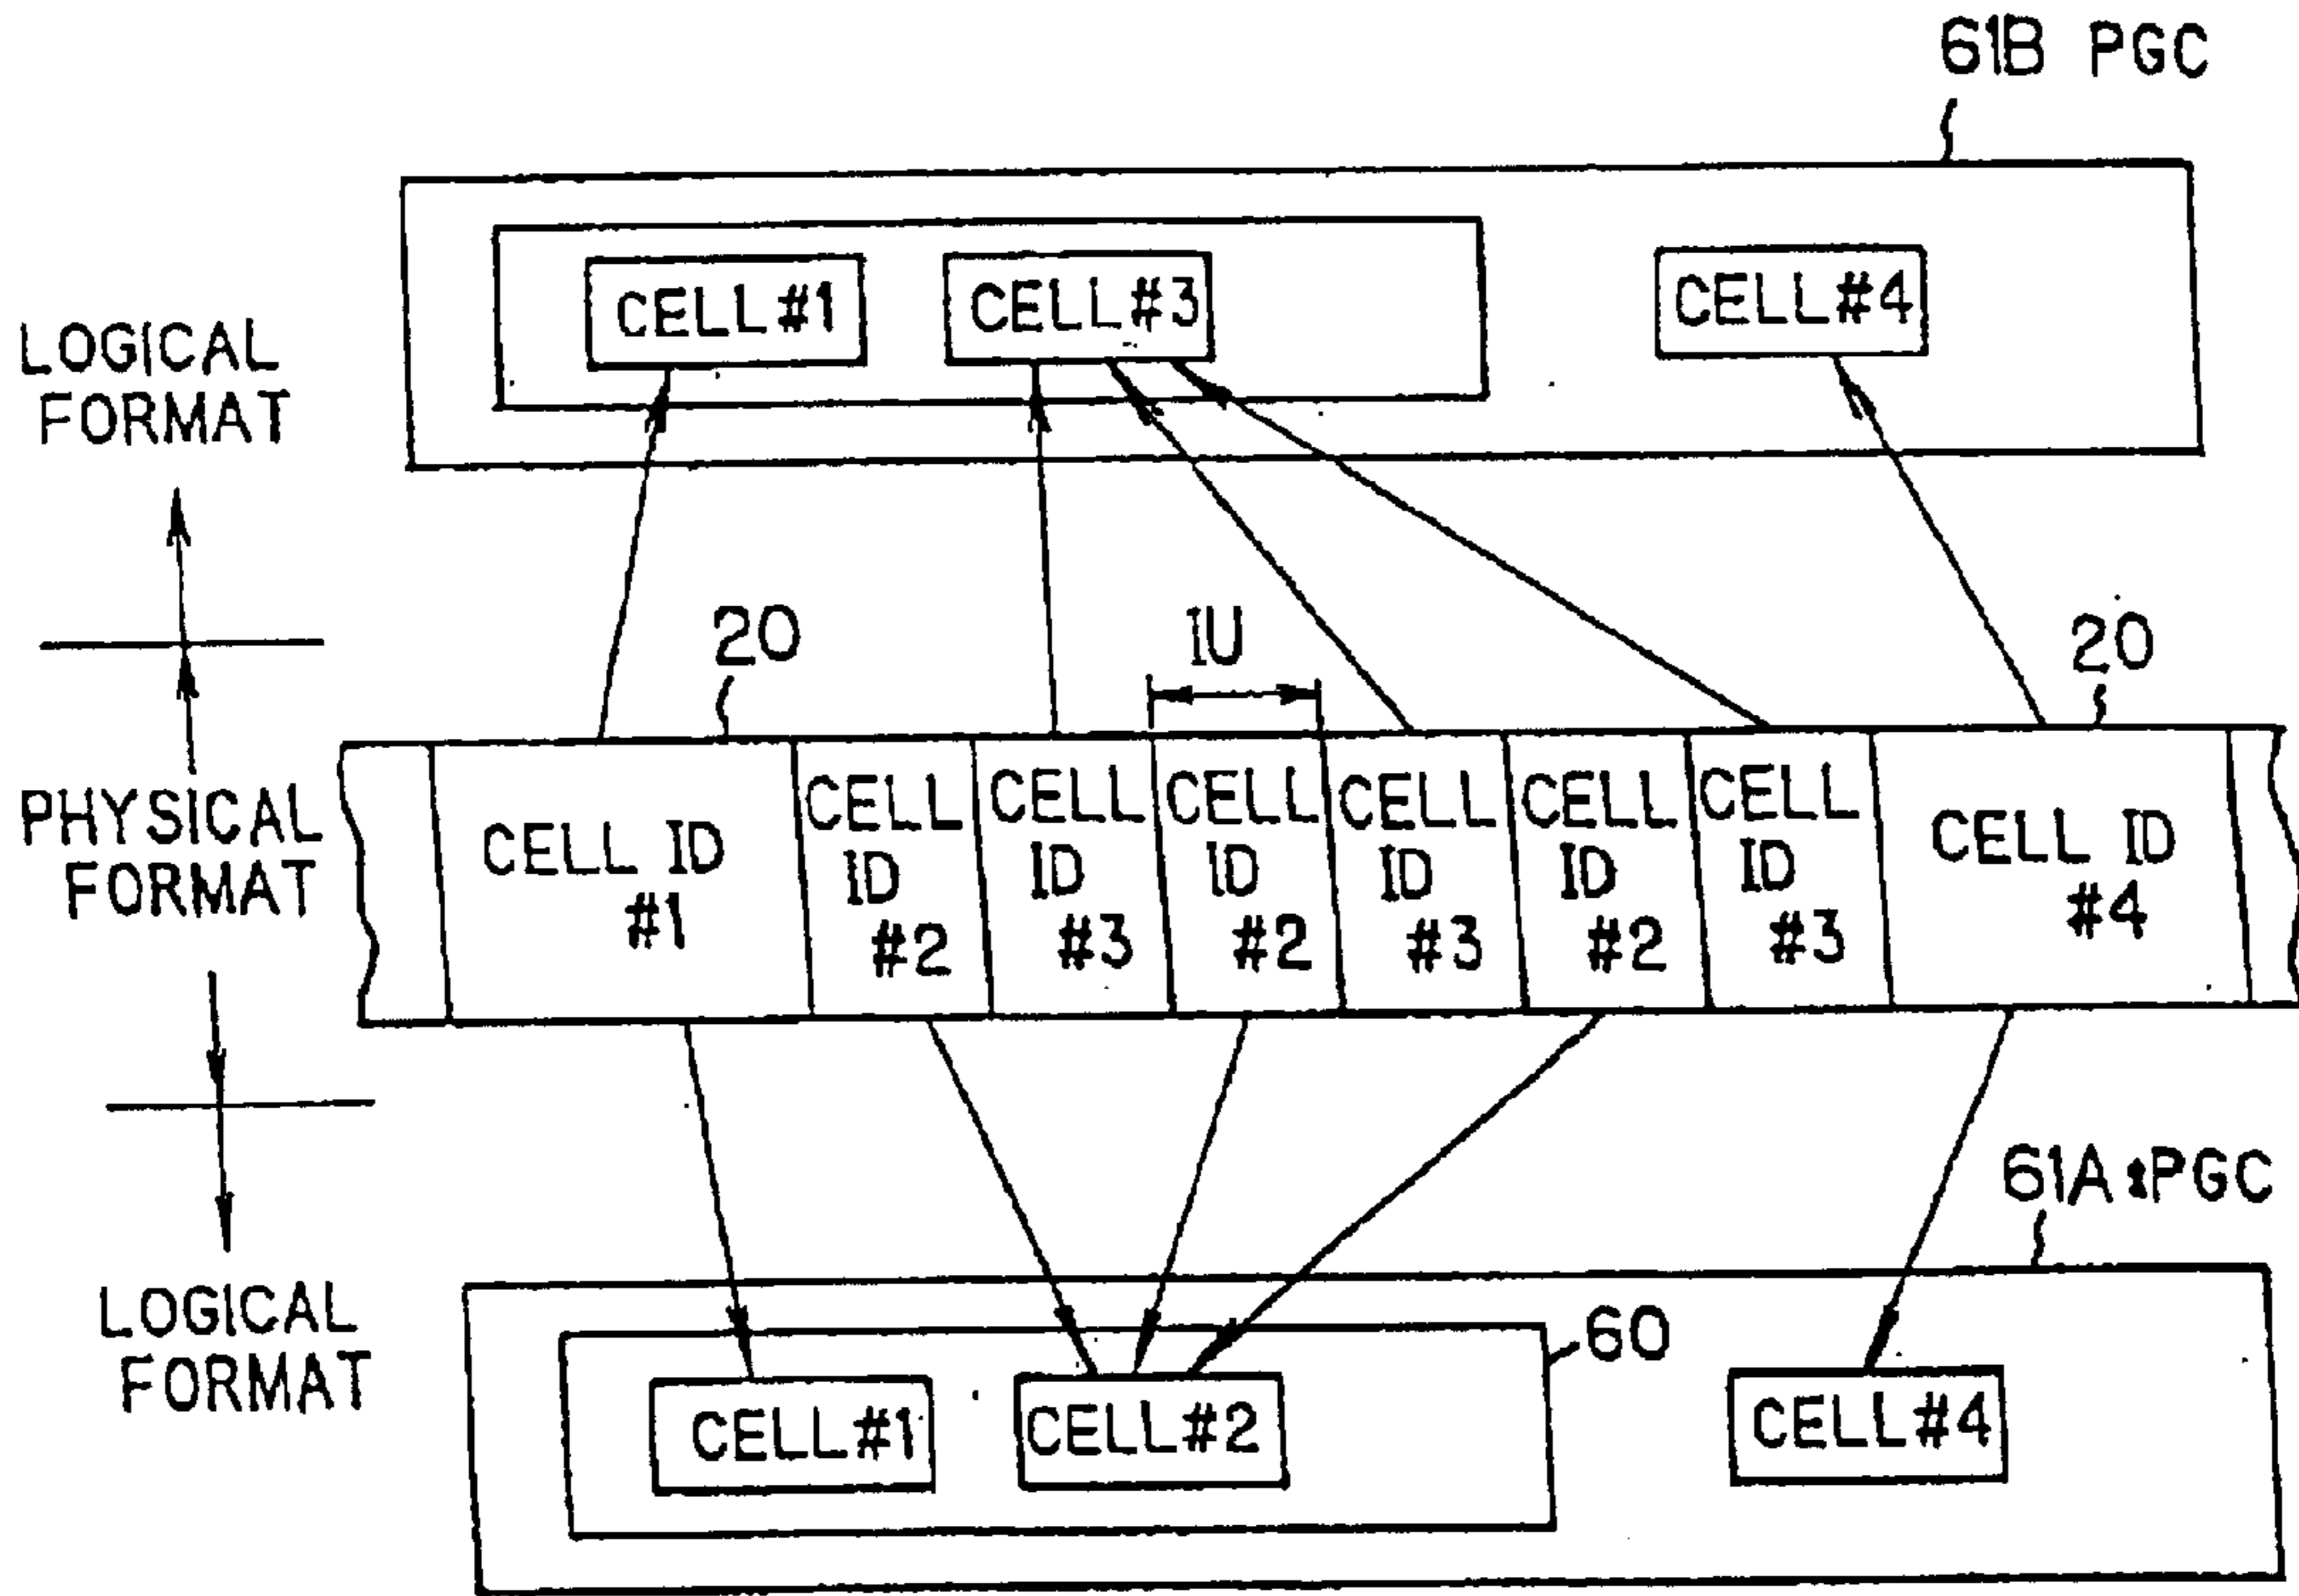 61B PGC
CELL#1
CELL#3
CELL#4
LOGICAL
FORMAT
20
1U
20
PHYSICAL
FORMAT
CELL ID
#1
CELL
ID
#2
CELL
ID
#3
CELL
ID
#2
CELL
ID
#3
CELL
ID
#2
CELL
ID
#3
CELL ID
#4
61A:PGC
LOGICAL
FORMAT
60
CELL#1
CELL#2
CELL#4